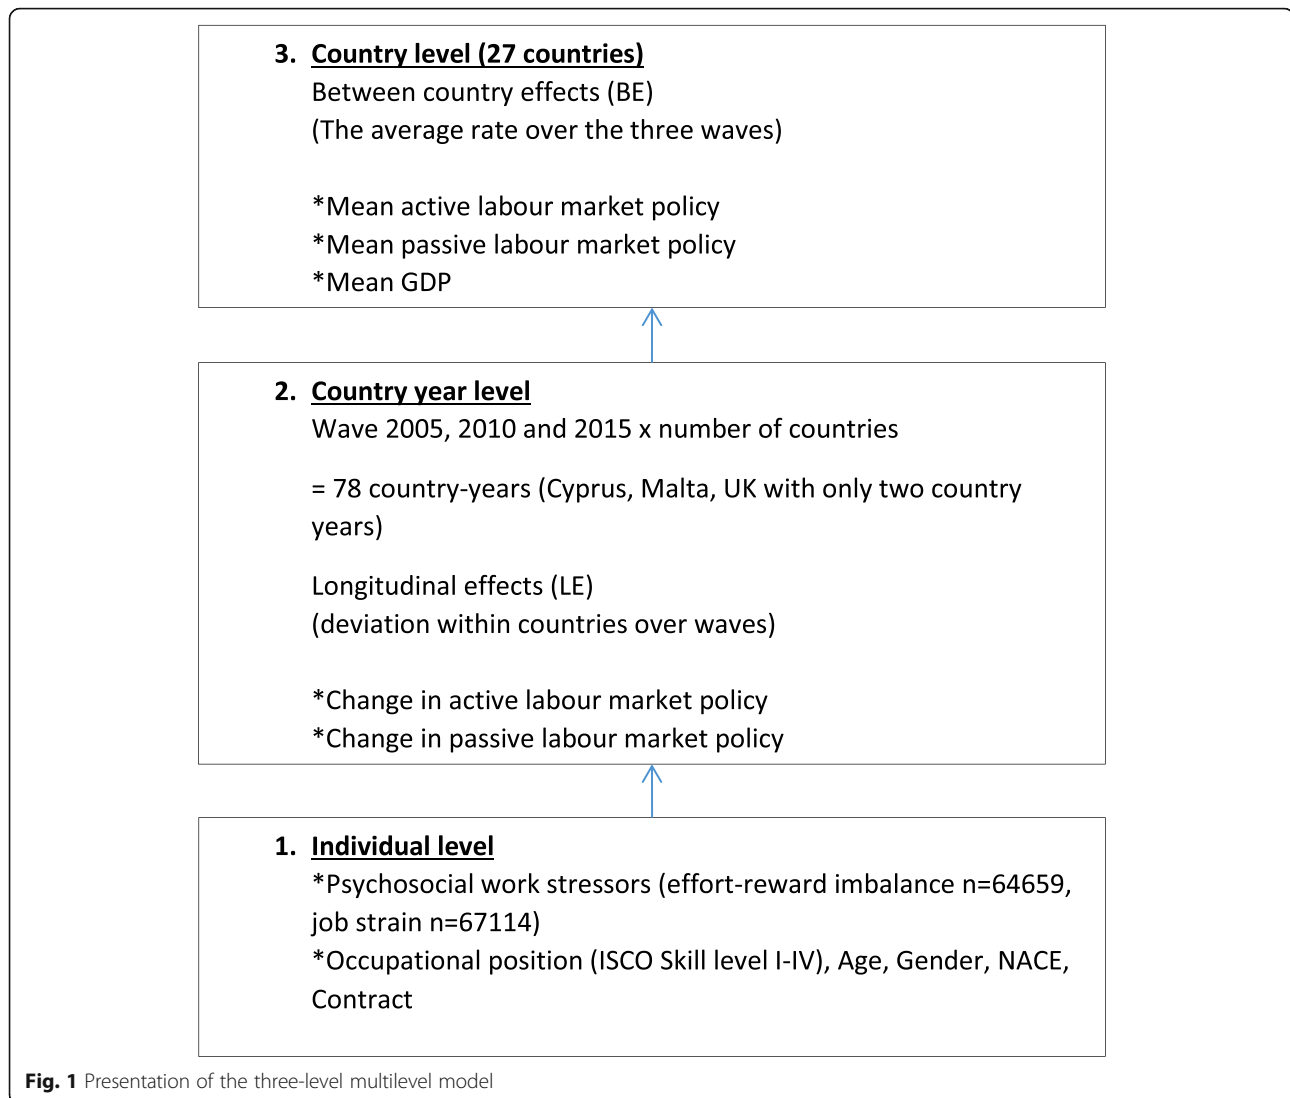 3. Country level (27 countries)
Between country effects (BE)
(The average rate over the three waves)
*Mean active labour market policy
*Mean passive labour market policy
*Mean GDP
2. Country year level
Wave 2005, 2010 and 2015 x number of countries
= 78 country-years (Cyprus, Malta, UK with only two country
years)
Longitudinal effects (LE)
(deviation within countries over waves)
*Change in active labour market policy
*Change in passive labour market policy
1. Individual level
*Psychosocial work stressors (effort-reward imbalance n=64659,
job strain n=67114)
*Occupational position (ISCO Skill level I-IV), Age, Gender, NACE,
Contract
Fig. 1 Presentation of the three-level multilevel model